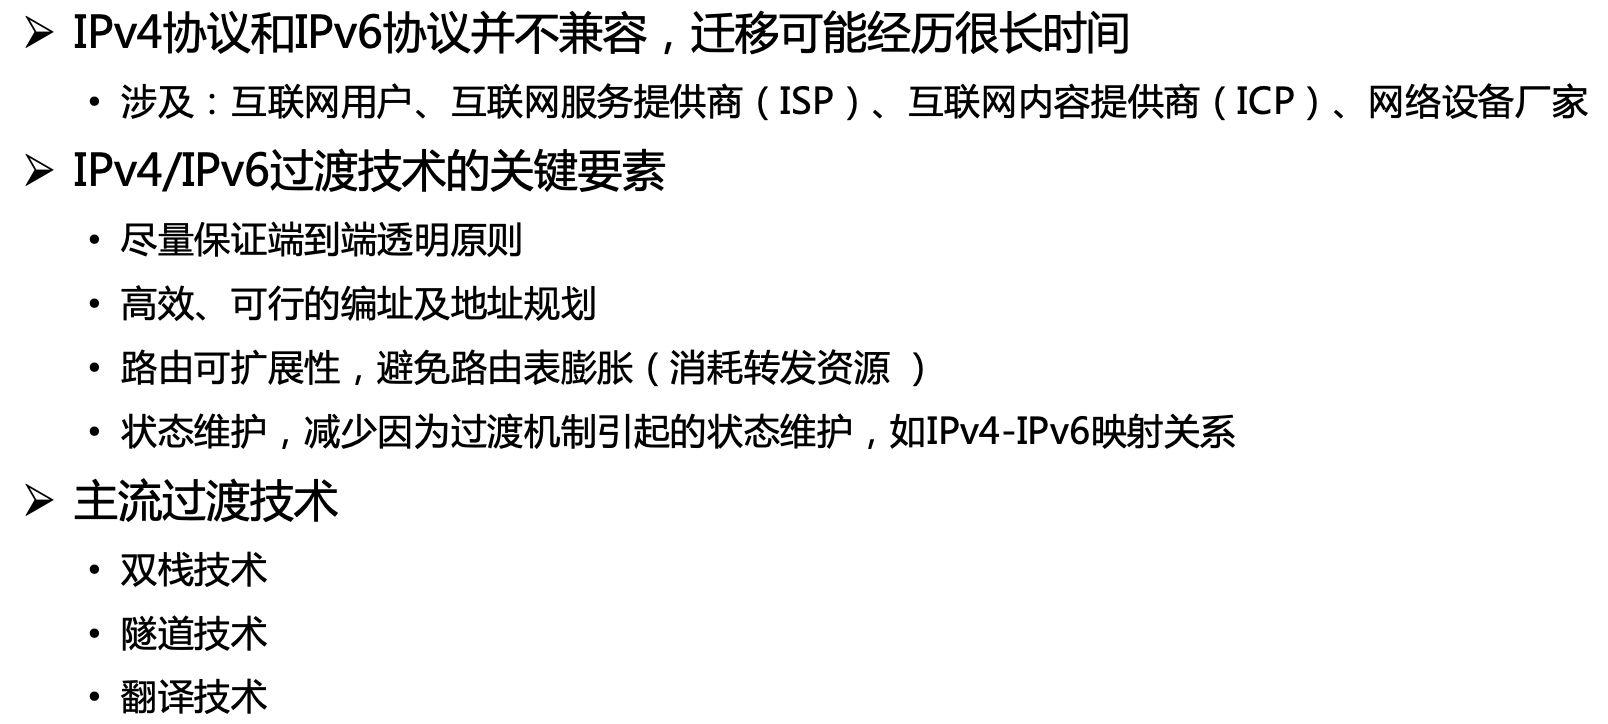 ➢ IPv4协议和IPv6协议并不兼容，迁移可能经历很长时间
• 涉及：互联网用户、互联网服务提供商（ISP）、互联网内容提供商（ICP）、网络设备厂家
➢ IPv4/IPv6过渡技术的关键要素
• 尽量保证端到端透明原则
• 高效、可行的编址及地址规划
• 路由可扩展性，避免路由表膨胀（消耗转发资源 ）
• 状态维护，减少因为过渡机制引起的状态维护，如IPv4-IPv6映射关系
➢ 主流过渡技术
• 双栈技术
• 隧道技术
• 翻译技术